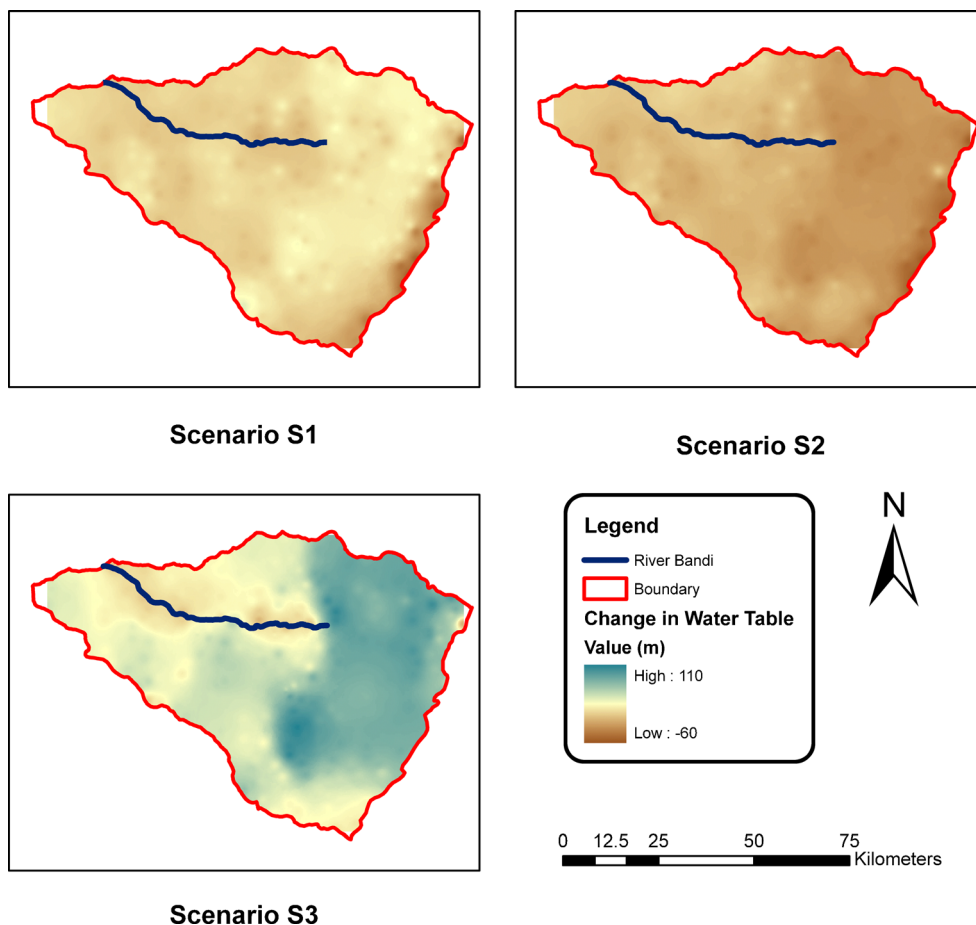 Scenario S1
Scenario S2
Scenario S3
N
Legend
River Bandi
Boundary
Change in Water Table
Value (m)
High : 110
Low : -60
0 12.5 25 50 75
Kilometers